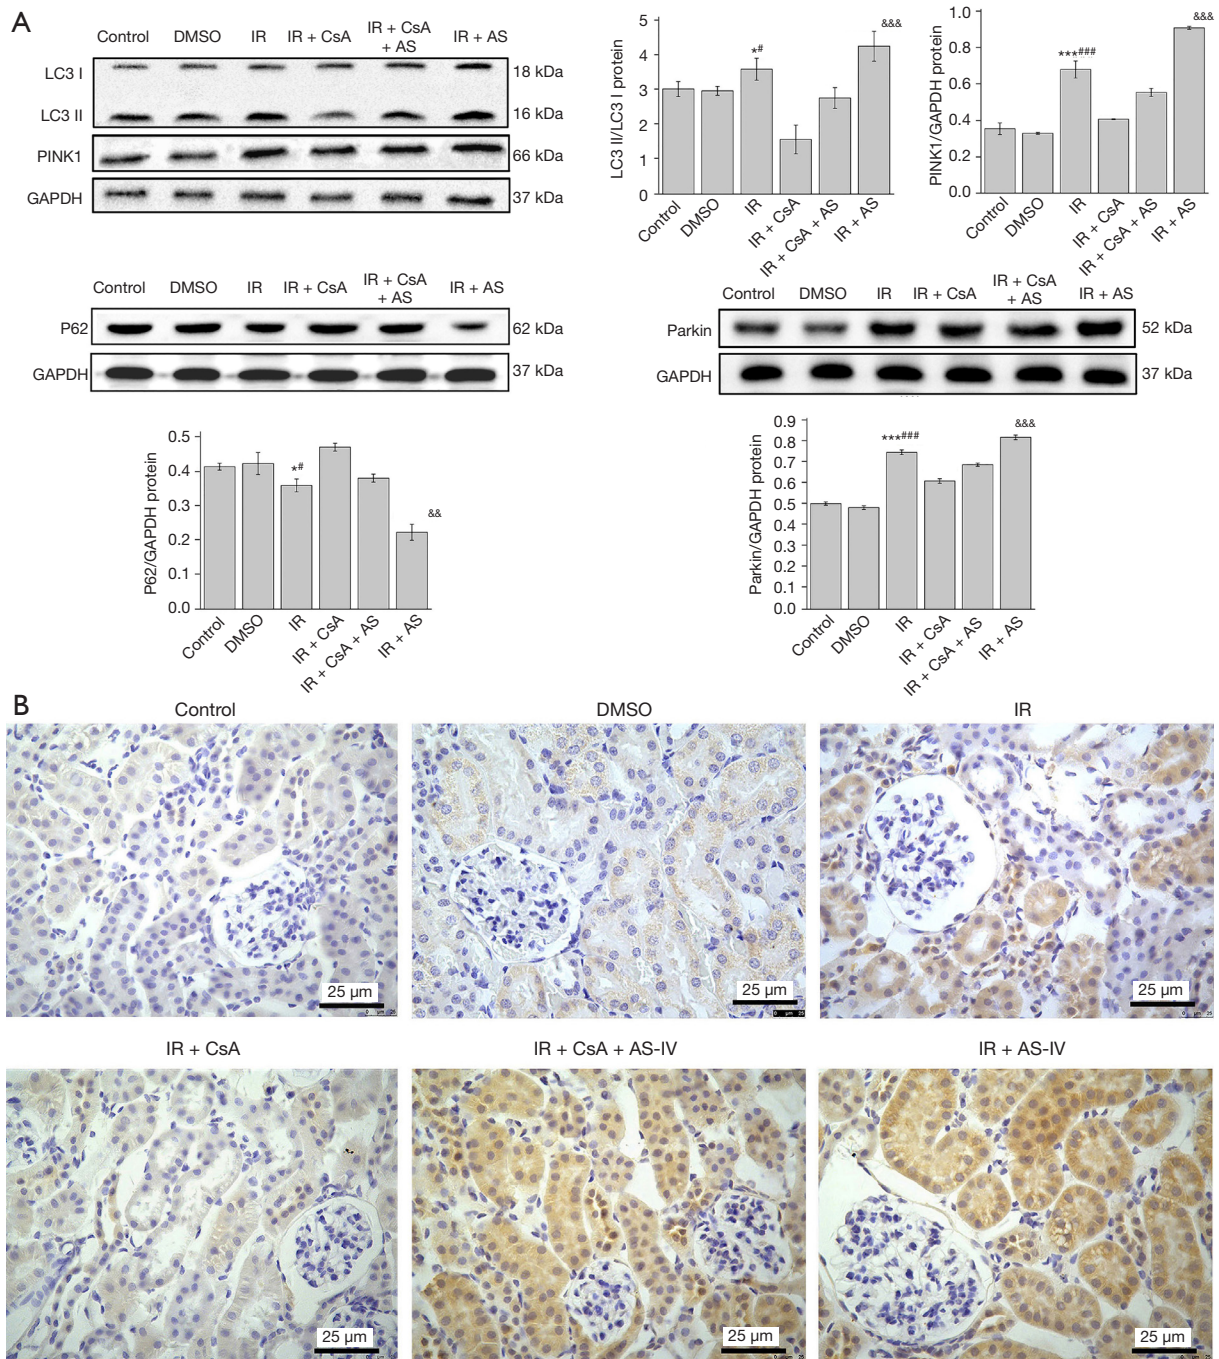 A
Control DMSO IR IR + CsA IR + CsA + AS IR + AS
LC3 I 18 kDa
LC3 II 16 kDa
PINK1 66 kDa
GAPDH 37 kDa
LC3 II/LC3 I protein
5
4
3
2
1
0
*#
&&&
Control DMSO IR IR + CsA IR + CsA + AS IR + AS
PINK1/GAPDH protein
1.0
0.8
0.6
0.4
0.2
0.0
***###
&&&
Control DMSO IR IR + CsA IR + CsA + AS IR + AS
Control DMSO IR IR + CsA IR + CsA + AS IR + AS
P62 62 kDa
GAPDH 37 kDa
Control DMSO IR IR + CsA IR + CsA + AS IR + AS
Parkin 52 kDa
GAPDH 37 kDa
P62/GAPDH protein
0.5
0.4
0.3
0.2
0.1
0.0
*#
&&
Control DMSO IR IR + CsA IR + CsA + AS IR + AS
Parkin/GAPDH protein
0.9
0.8
0.7
0.6
0.5
0.4
0.3
0.2
0.1
0.0
***###
&&&
Control DMSO IR IR + CsA IR + CsA + AS IR + AS
B
Control DMSO IR
25 µm 25 µm 25 µm
0 µm 25 0 µm 25 0 µm 25
IR + CsA IR + CsA + AS-IV IR + AS-IV
25 µm 25 µm 25 µm